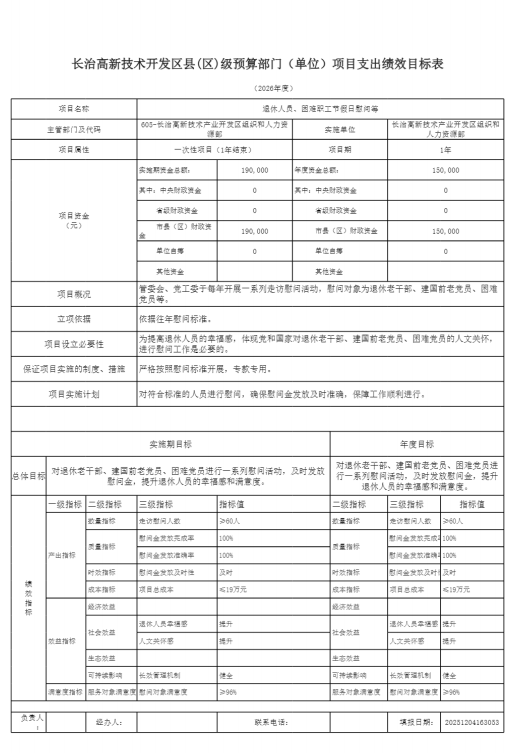 长治高新技术开发区县(区)级预算部门（单位）项目支出绩效目标表
（2026年度）
项目名称 退休人员、困难职工节假日慰问等
主管部门及代码 603-长治高新技术产业开发区组织和人力资源部 实施单位 长治高新技术产业开发区组织和人力资源部
项目属性 一次性项目（1年结束） 项目期 1年
项目资金（元） 实施期资金总额： 190,000 年度资金总额： 150,000
其中：中央财政资金 0 其中：中央财政资金 0
省级财政资金 0 省级财政资金 0
市县（区）财政资金 190,000 市县（区）财政资金 150,000
单位自筹 0 单位自筹 0
其他资金 其他资金
项目概况 管委会、党工委于每年开展一系列走访慰问活动，慰问对象为退休老干部、建国前老党员、困难党员等。
立项依据 依据往年慰问标准。
项目设立必要性 为提高退休人员的幸福感，体现党和国家对退休老干部、建国前老党员、困难党员的人文关怀，进行慰问工作是必要的。
保证项目实施的制度、措施 严格按照慰问标准开展，专款专用。
项目实施计划 对符合标准的人员进行慰问，确保慰问金发放及时准确，保障工作顺利进行。
实施期目标 年度目标
总体目标 对退休老干部、建国前老党员、困难党员进行一系列慰问活动，及时发放慰问金，提升退休人员的幸福感和满意度。 对退休老干部、建国前老党员、困难党员进行一系列慰问活动，及时发放慰问金，提升退休人员的幸福感和满意度。
绩效指标 一级指标 二级指标 三级指标 指标值 二级指标 三级指标 指标值
产出指标 数量指标 走访慰问人数 ≥60人 数量指标 走访慰问人数 ≥60人
质量指标 慰问金发放完成率 100% 质量指标 慰问金发放完成率 100%
慰问金发放准确率 100% 慰问金发放准确率 100%
时效指标 慰问金发放及时性 及时 时效指标 慰问金发放及时性 及时
成本指标 项目总成本 ≤19万元 成本指标 项目总成本 ≤19万元
效益指标 经济效益 经济效益
社会效益 退休人员幸福感 提升 社会效益 退休人员幸福感 提升
人文关怀感 提升 人文关怀感 提升
生态效益 生态效益
可持续影响 长效管理机制 健全 可持续影响 长效管理机制 健全
满意度指标 服务对象满意度 慰问对象满意度 ≥96% 服务对象满意度 慰问对象满意度 ≥96%
负责人： 经办人： 联系电话： 填报日期： 20251204163053